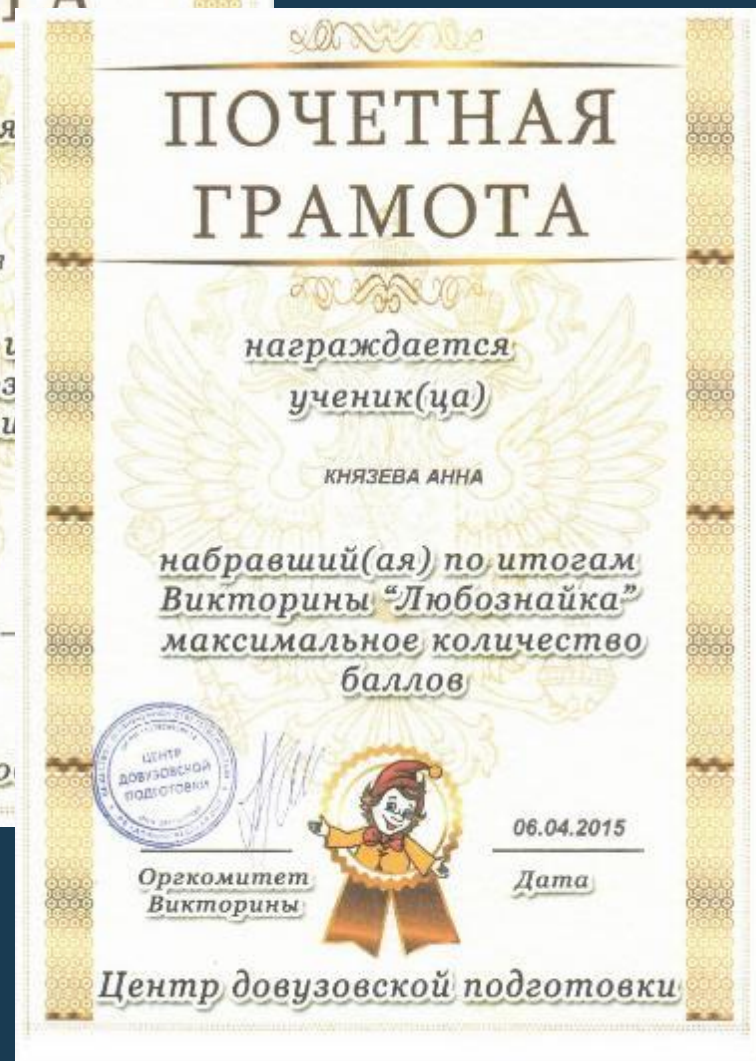 ПОЧЕТНАЯ
ГРАМОТА
награждается
ученик(ца)
КНЯЗЕВА АННА
набравший(ая) по итогам
Викторины “Любознайка”
максимальное количество
баллов
ЦЕНТР
ДОВУЗОВСКОЙ
ПОДГОТОВКИ
06.04.2015
Оргкомитет
Викторины
Дата
Центр довузовской подготовки